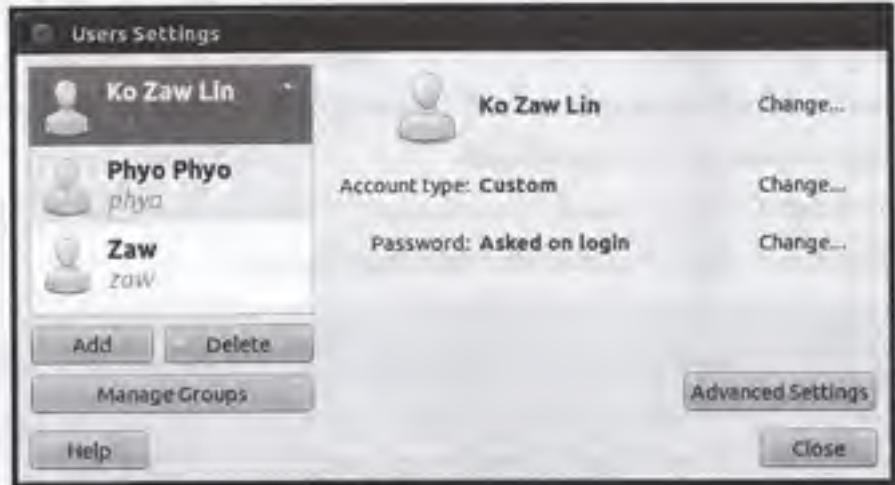 Users Settings
Ko Zaw Lin
Phyo Phyo
phyo
Zaw
zaw
Add
Delete
Manage Groups
Help
Ko Zaw Lin
Change...
Account type: Custom
Change...
Password: Asked on login
Change...
Advanced Settings
Close